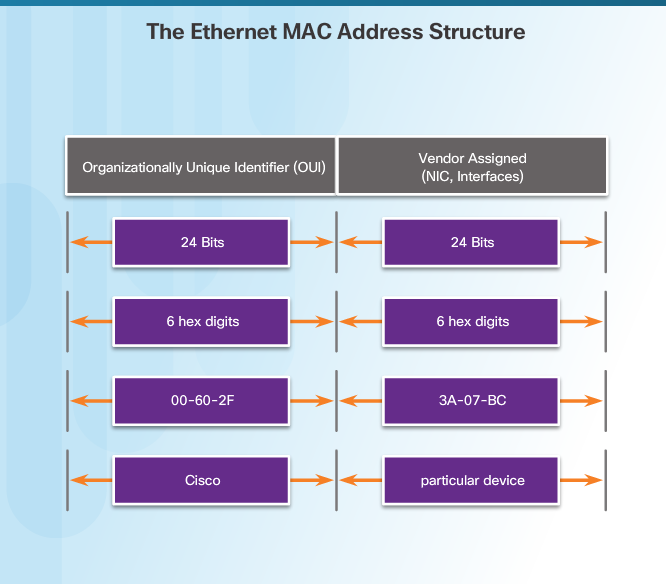 The Ethernet MAC Address Structure
Organizationally Unique Identifier (OUI)
Vendor Assigned
(NIC, Interfaces)
24 Bits
24 Bits
6 hex digits
6 hex digits
00-60-2F
3A-07-BC
Cisco
particular device